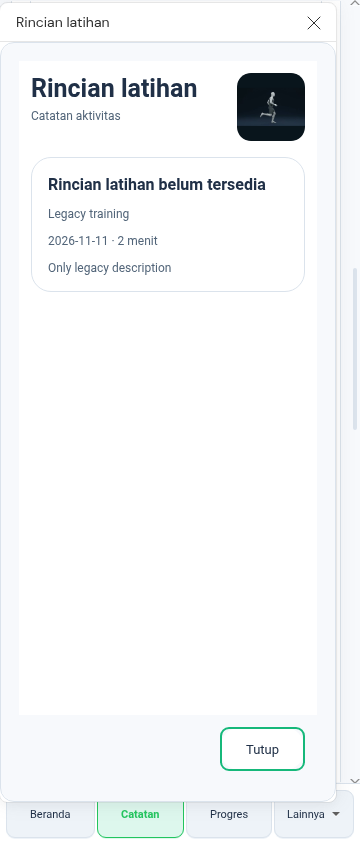 Rincian latihan
Rincian latihan
Catatan aktivitas
Rincian latihan belum tersedia
Legacy training
2026-11-11 · 2 menit
Only legacy description
Tutup
Beranda
Catatan
Progres
Lainnya